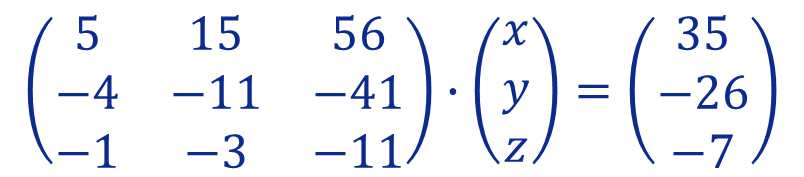 5 15 56 x 35
−4 −11 −41 · y = −26
−1 −3 −11 z −7